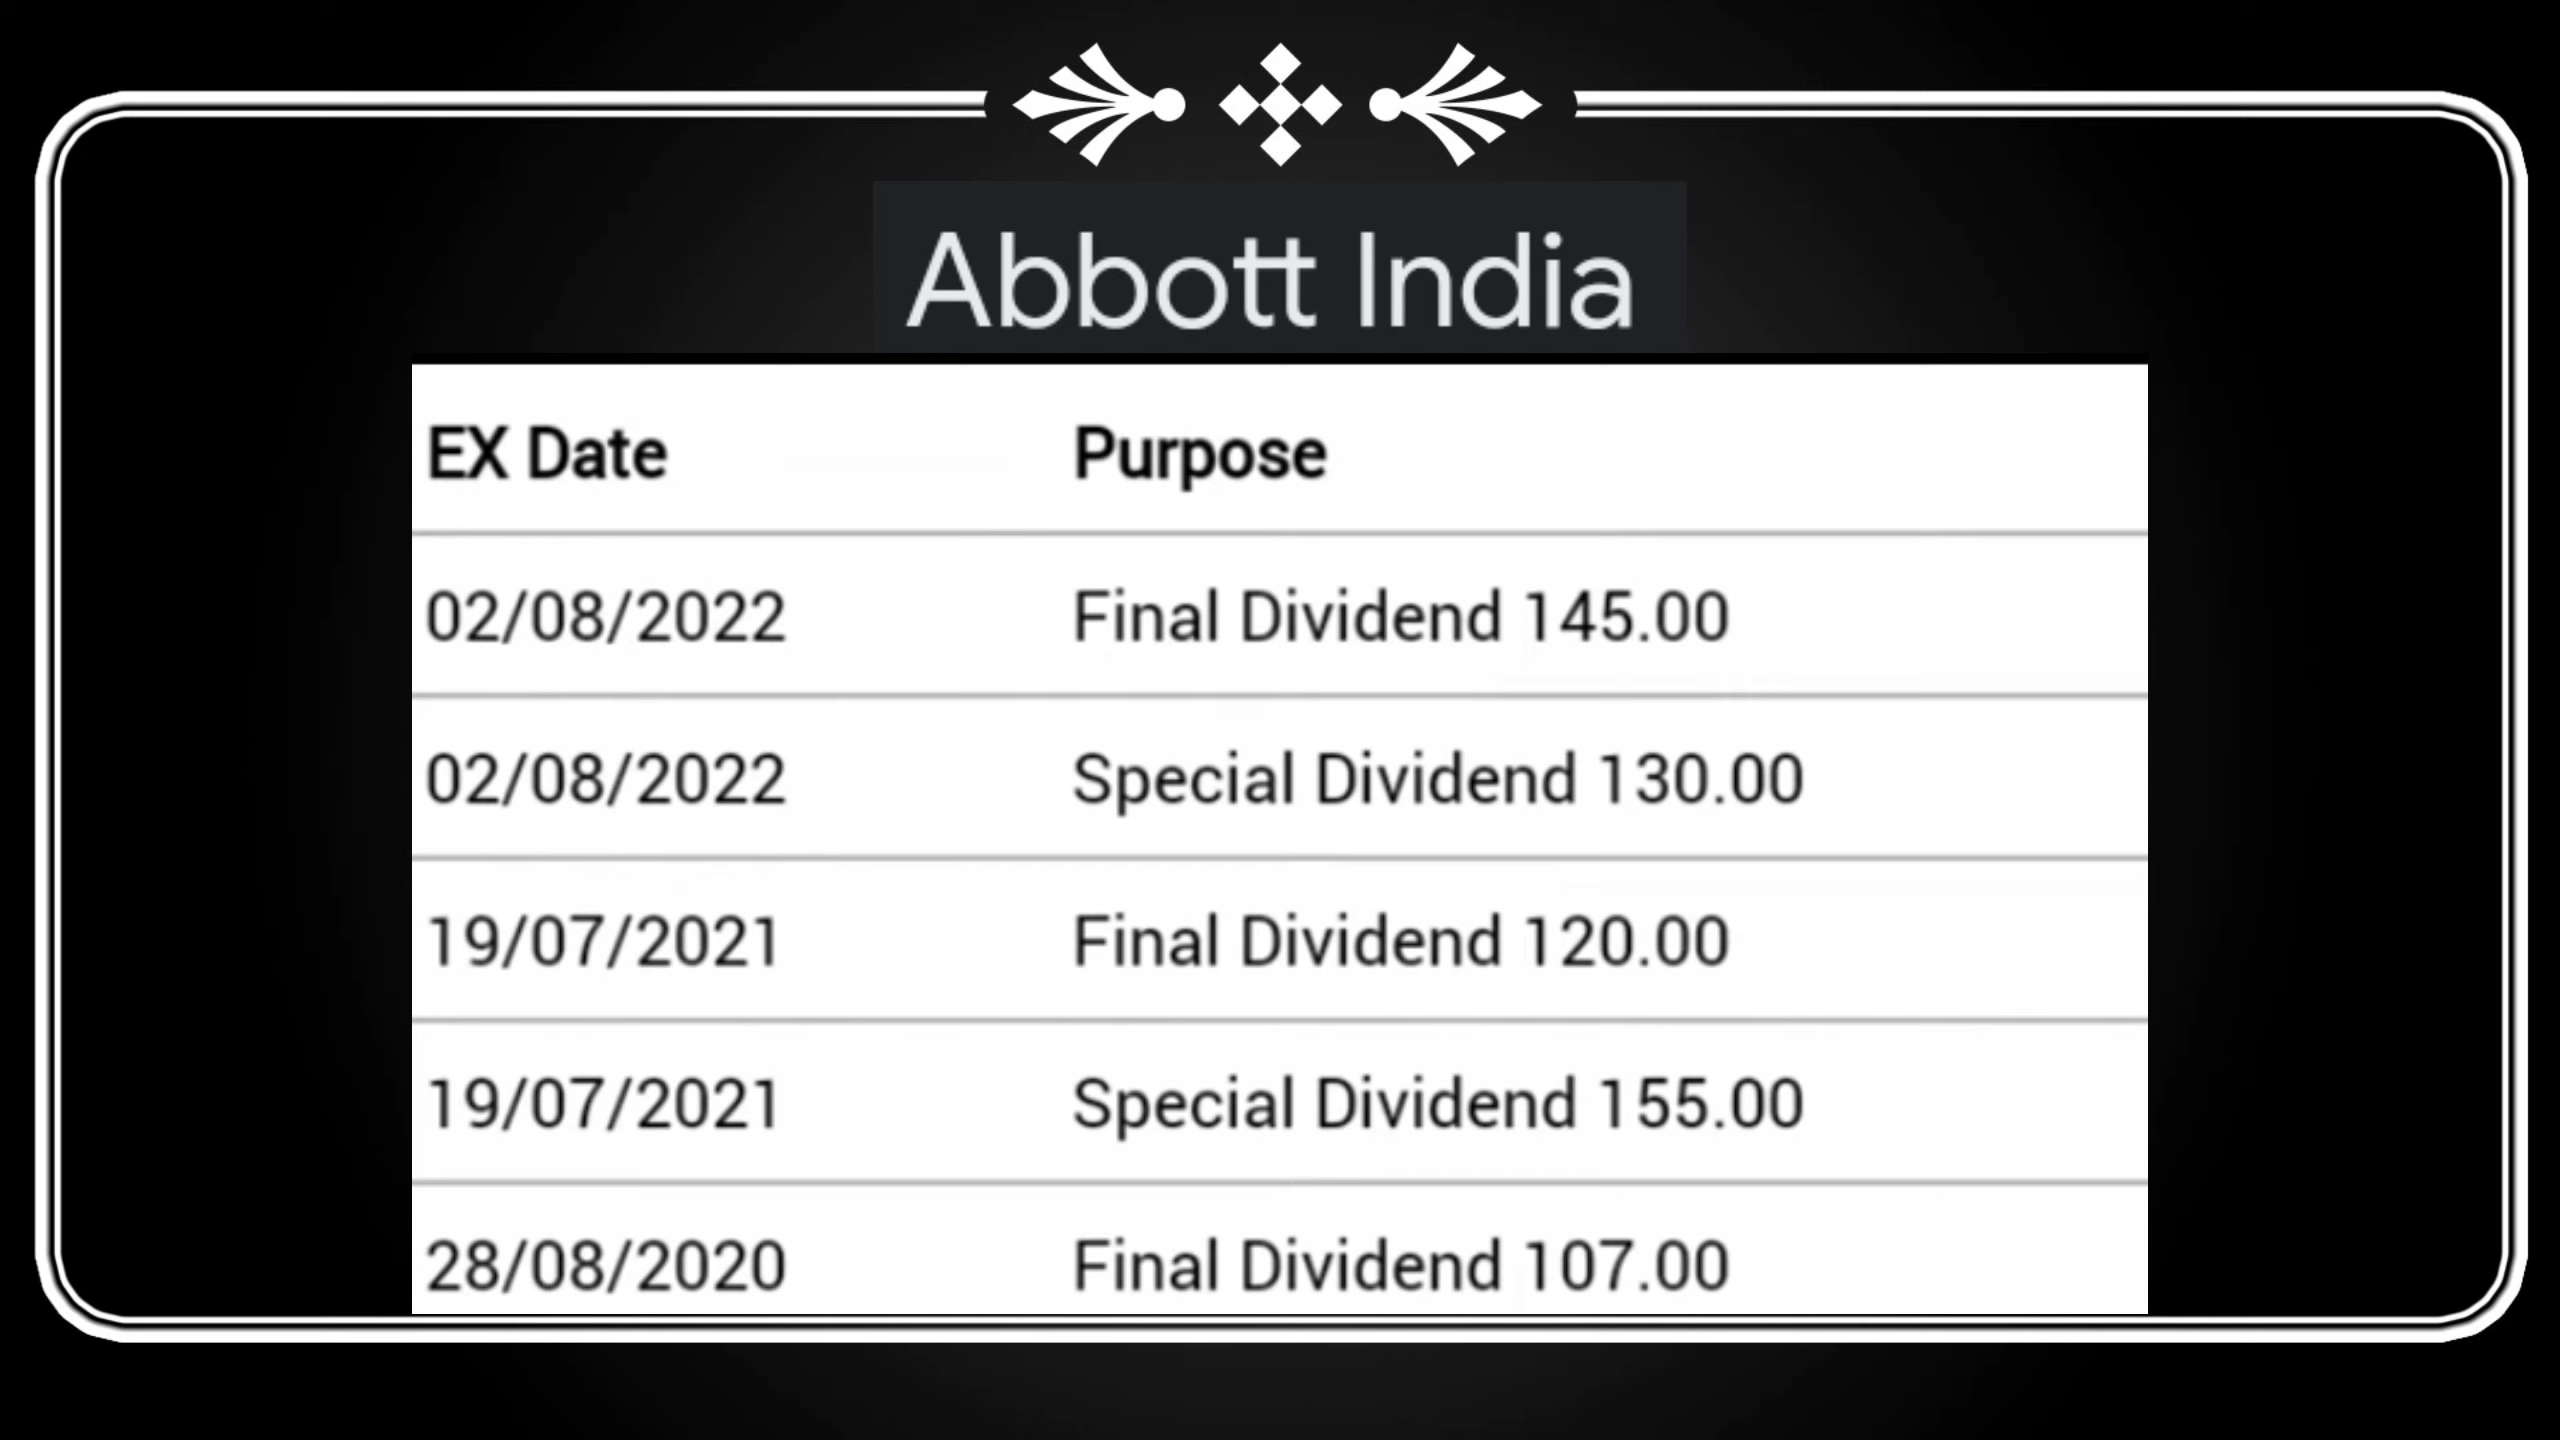 Abbott India
EX Date Purpose
02/08/2022 Final Dividend 145.00
02/08/2022 Special Dividend 130.00
19/07/2021 Final Dividend 120.00
19/07/2021 Special Dividend 155.00
28/08/2020 Final Dividend 107.00